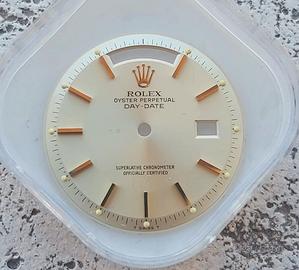 ROLEX
OYSTER PERPETUAL
DAY-DATE
SUPERLATIVE CHRONOMETER
OFFICIALLY CERTIFIED